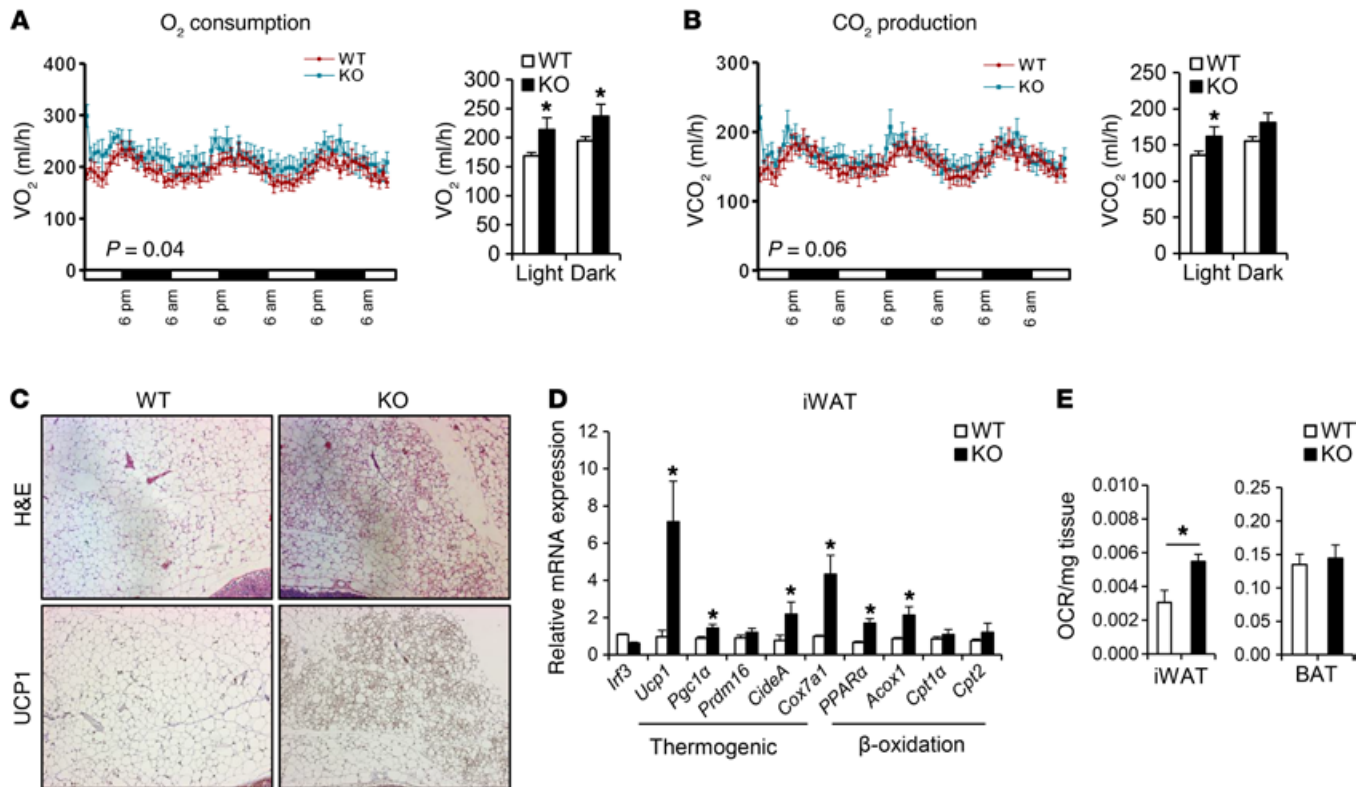 A
O₂ consumption
WT
KO
VO₂ (ml/h)
400
300
200
100
0
P = 0.04
6 pm
6 am
6 pm
6 am
6 pm
6 am
WT
KO
VO₂ (ml/h)
300
250
200
150
100
50
0
*
*
Light Dark
B
CO₂ production
WT
KO
VCO₂ (ml/h)
300
200
100
0
P = 0.06
6 pm
6 am
6 pm
6 am
6 pm
6 am
WT
KO
VCO₂ (ml/h)
250
200
150
100
50
0
*
Light Dark
C
WT
KO
H&E
UCP1
D
iWAT
WT
KO
Relative mRNA expression
12
10
8
6
4
2
0
*
*
*
*
*
*
Irf3
Ucp1
Pgc1α
Prdm16
CideA
Cox7a1
PPARα
Acox1
Cpt1α
Cpt2
Thermogenic
β-oxidation
E
WT
KO
OCR/mg tissue
0.010
0.008
0.006
0.004
0.002
0.000
*
iWAT
0.25
0.20
0.15
0.10
0.05
0.00
BAT